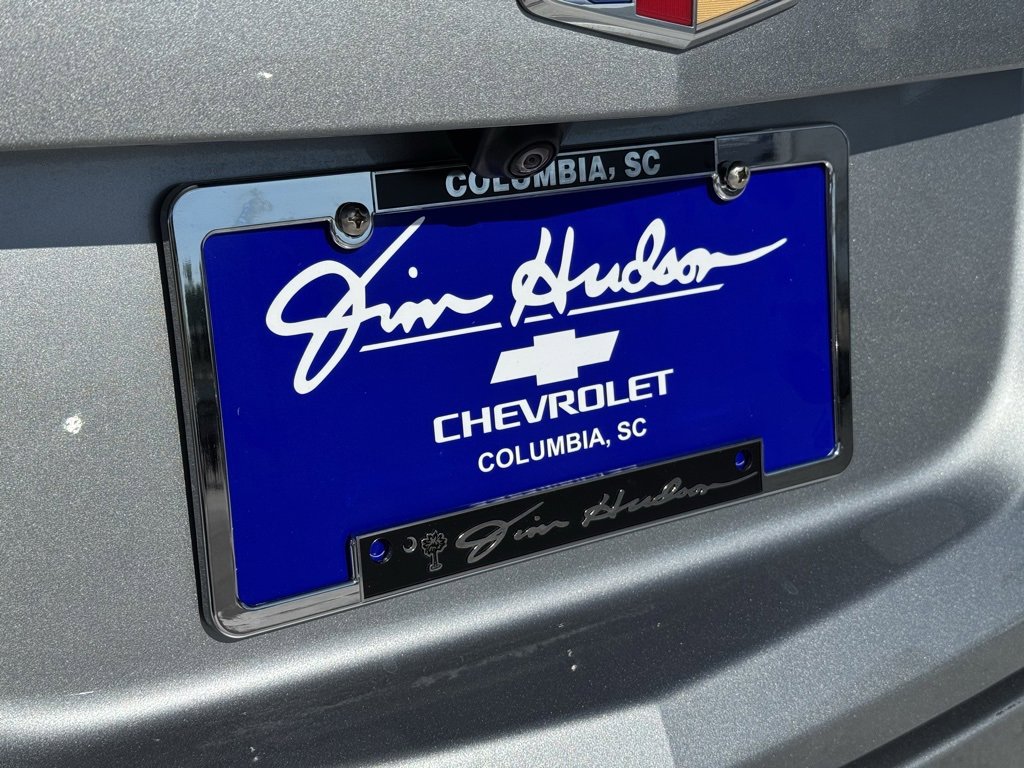 COLUMBIA, SC
Jim Hudson
CHEVROLET
COLUMBIA, SC
Jim Hudson